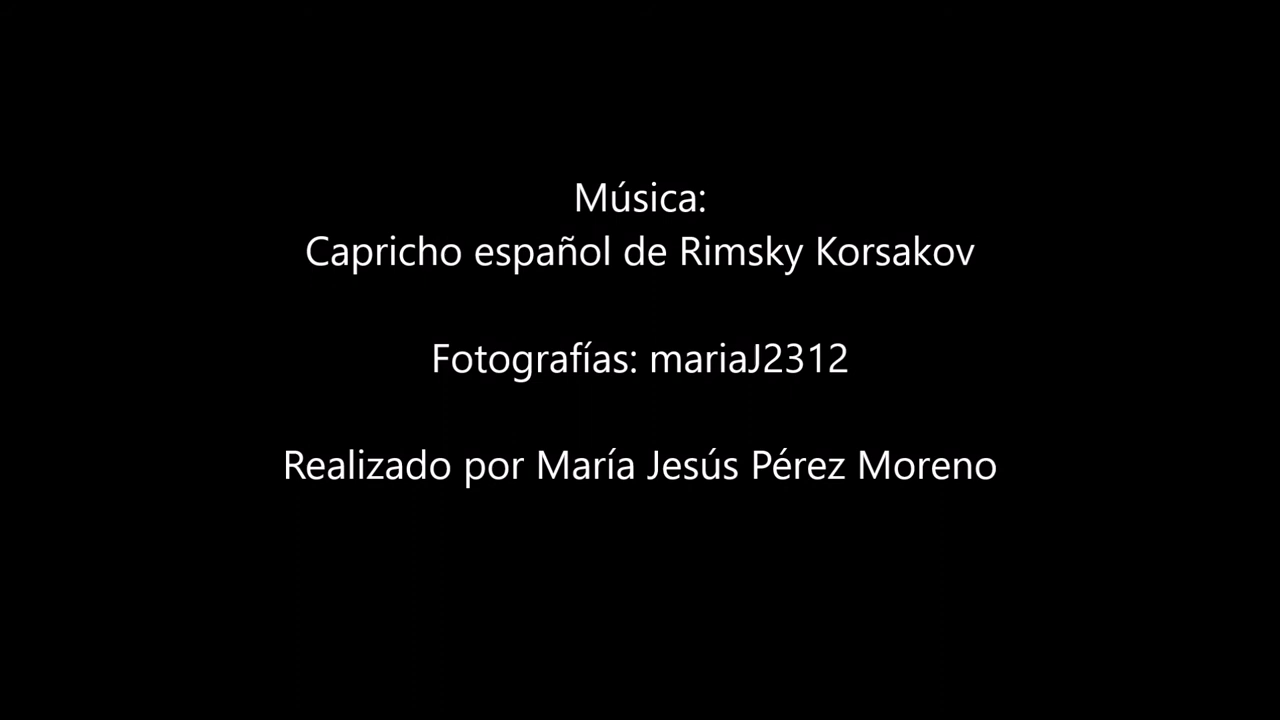 Música:
Capricho español de Rimsky Korsakov
Fotografías: mariaJ2312
Realizado por María Jesús Pérez Moreno